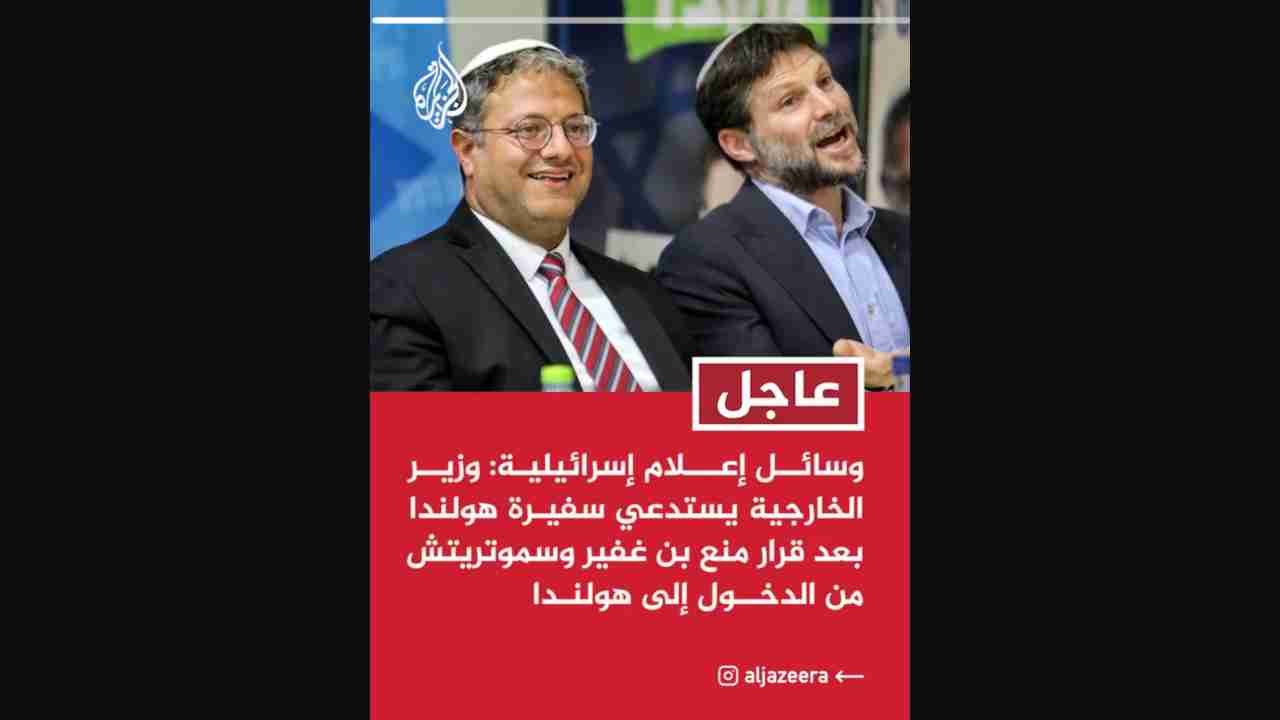 الجزيرة
عاجل
وسائل إعلام إسرائيلية: وزير
الخارجية يستدعي سفيرة هولندا
بعد قرار منع بن غفير وسموتريتش
من الدخول إلى هولندا
aljazeera